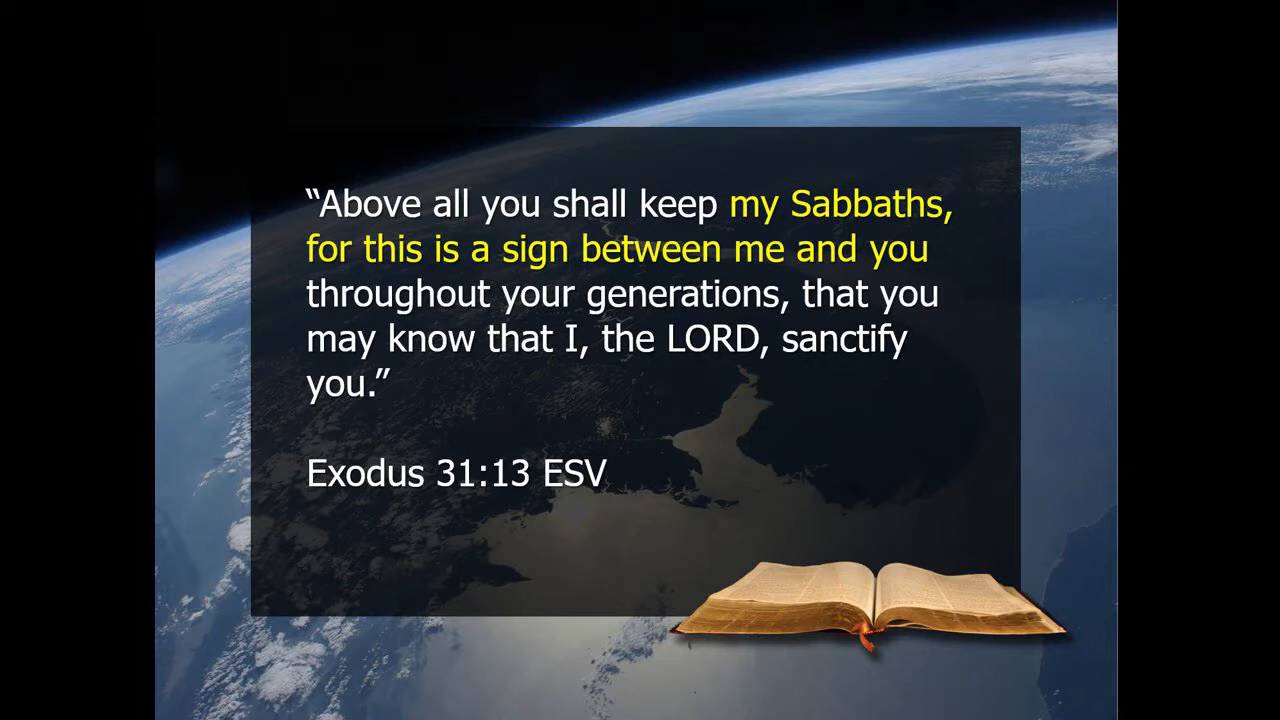 “Above all you shall keep my Sabbaths,
for this is a sign between me and you
throughout your generations, that you
may know that I, the LORD, sanctify
you.”
Exodus 31:13 ESV